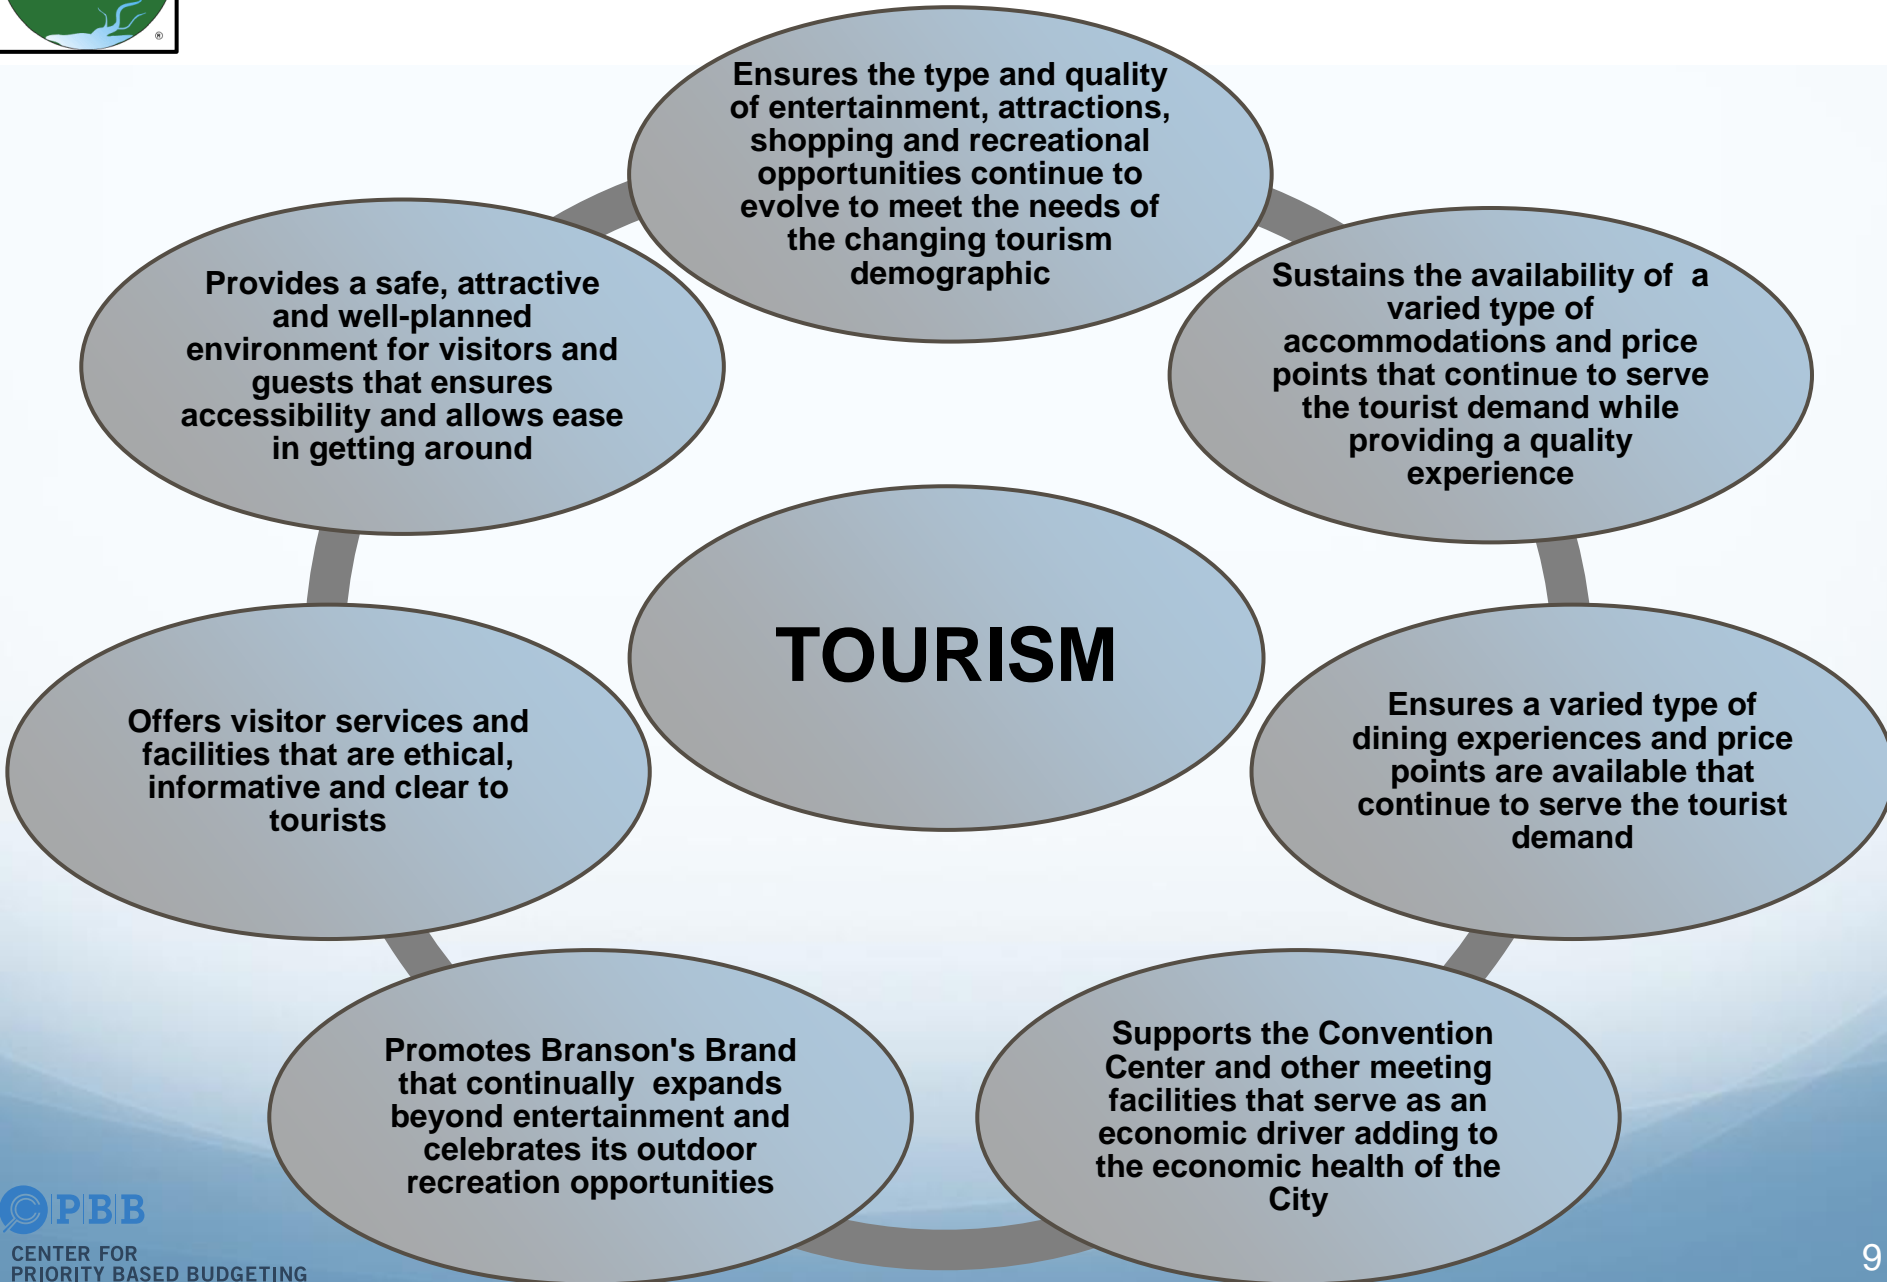 ®
Ensures the type and quality
of entertainment, attractions,
shopping and recreational
opportunities continue to
evolve to meet the needs of
the changing tourism
demographic
Sustains the availability of  a
varied type of
accommodations and price
points that continue to serve
the tourist demand while
providing a quality
experience
Ensures a varied type of
dining experiences and price
points are available that
continue to serve the tourist
demand
Supports the Convention
Center and other meeting
facilities that serve as an
economic driver adding to
the economic health of the
City
Promotes Branson's Brand
that continually  expands
beyond entertainment and
celebrates its outdoor
recreation opportunities
Offers visitor services and
facilities that are ethical,
informative and clear to
tourists
Provides a safe, attractive
and well-planned
environment for visitors and
guests that ensures
accessibility and allows ease
in getting around
TOURISM
PBB
CENTER FOR
PRIORITY BASED BUDGETING
9